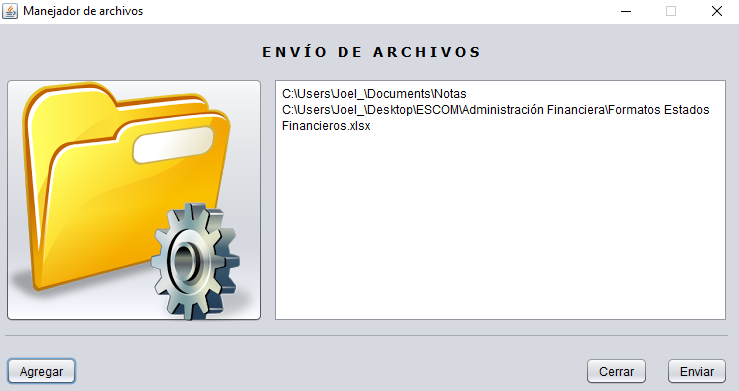 Manejador de archivos
ENVÍO DE ARCHIVOS
C:\Users\Joel_\Documents\Notas
C:\Users\Joel_\Desktop\ESCOM\Administración Financiera\Formatos Estados
Financieros.xlsx
Agregar
Cerrar
Enviar